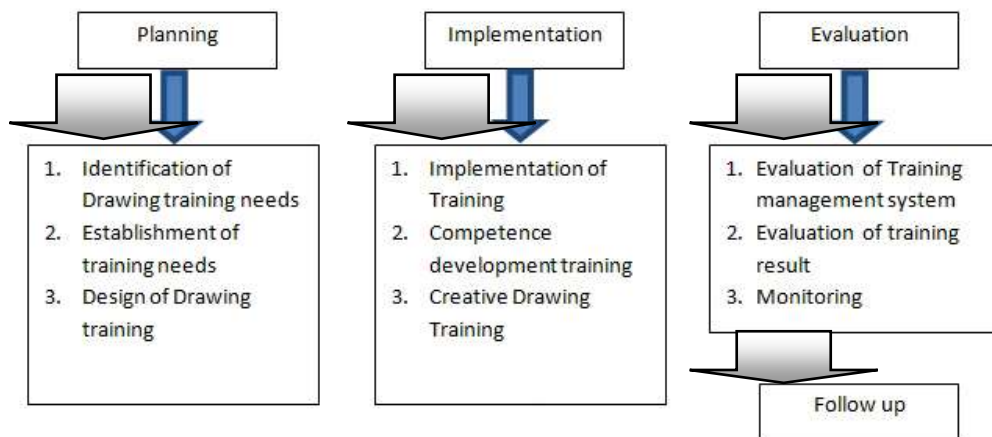 Planning
1. Identification of
Drawing training needs
2. Establishment of
training needs
3. Design of Drawing
training
Implementation
1. Implementation of
Training
2. Competence
development training
3. Creative Drawing
Training
Evaluation
1. Evaluation of Training
management system
2. Evaluation of training
result
3. Monitoring
Follow up